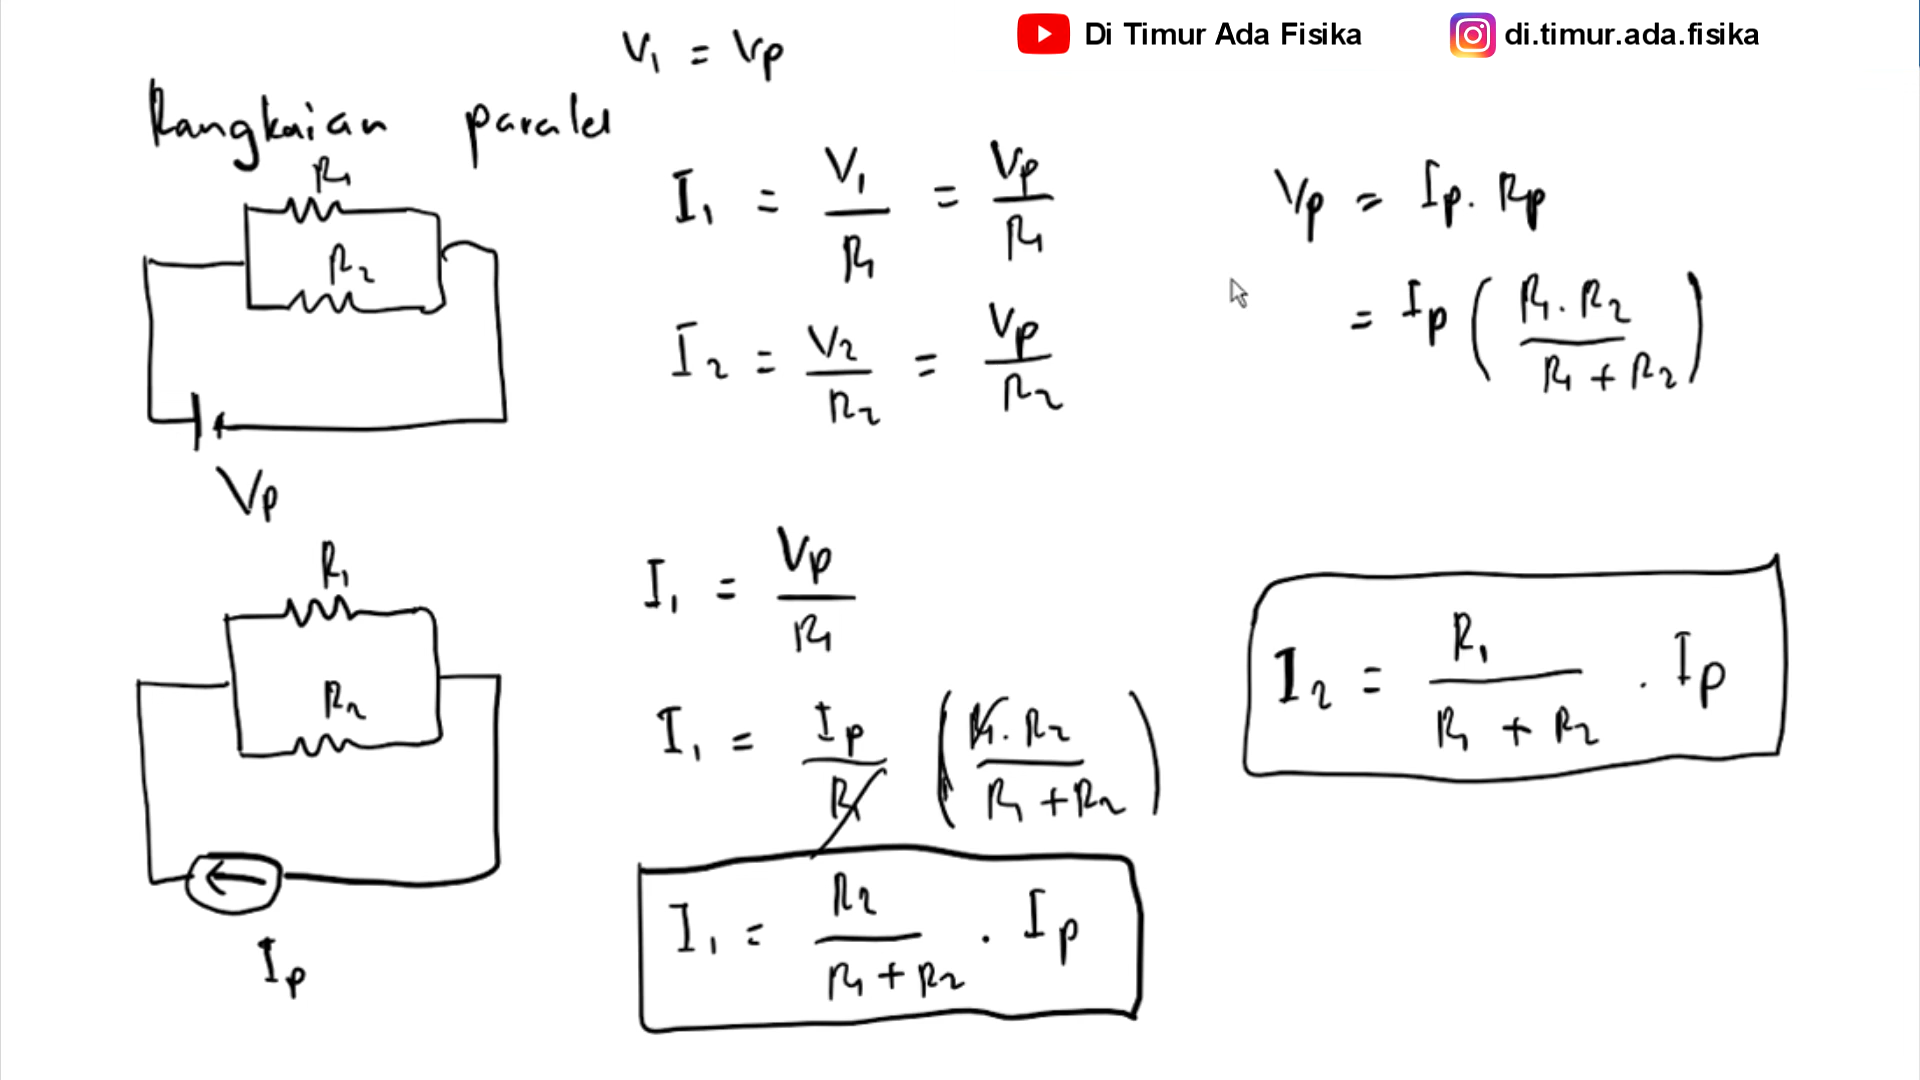 Di Timur Ada Fisika
di.timur.ada.fisika
V₁ = Vp
Rangkaian paralel
R₁
R₂
Vp
I₁ = V₁/R₁ = Vp/R₁
I₂ = V₂/R₂ = Vp/R₂
Vp = Ip . Rp
= Ip (R₁ . R₂ / R₁ + R₂)
R₁
R₂
Ip
I₁ = Vp/R₁
I₁ = Ip/R₁ (R₁ . R₂ / R₁ + R₂)
I₁ = R₂ / R₁ + R₂ . Ip
I₂ = R₁ / R₁ + R₂ . Ip